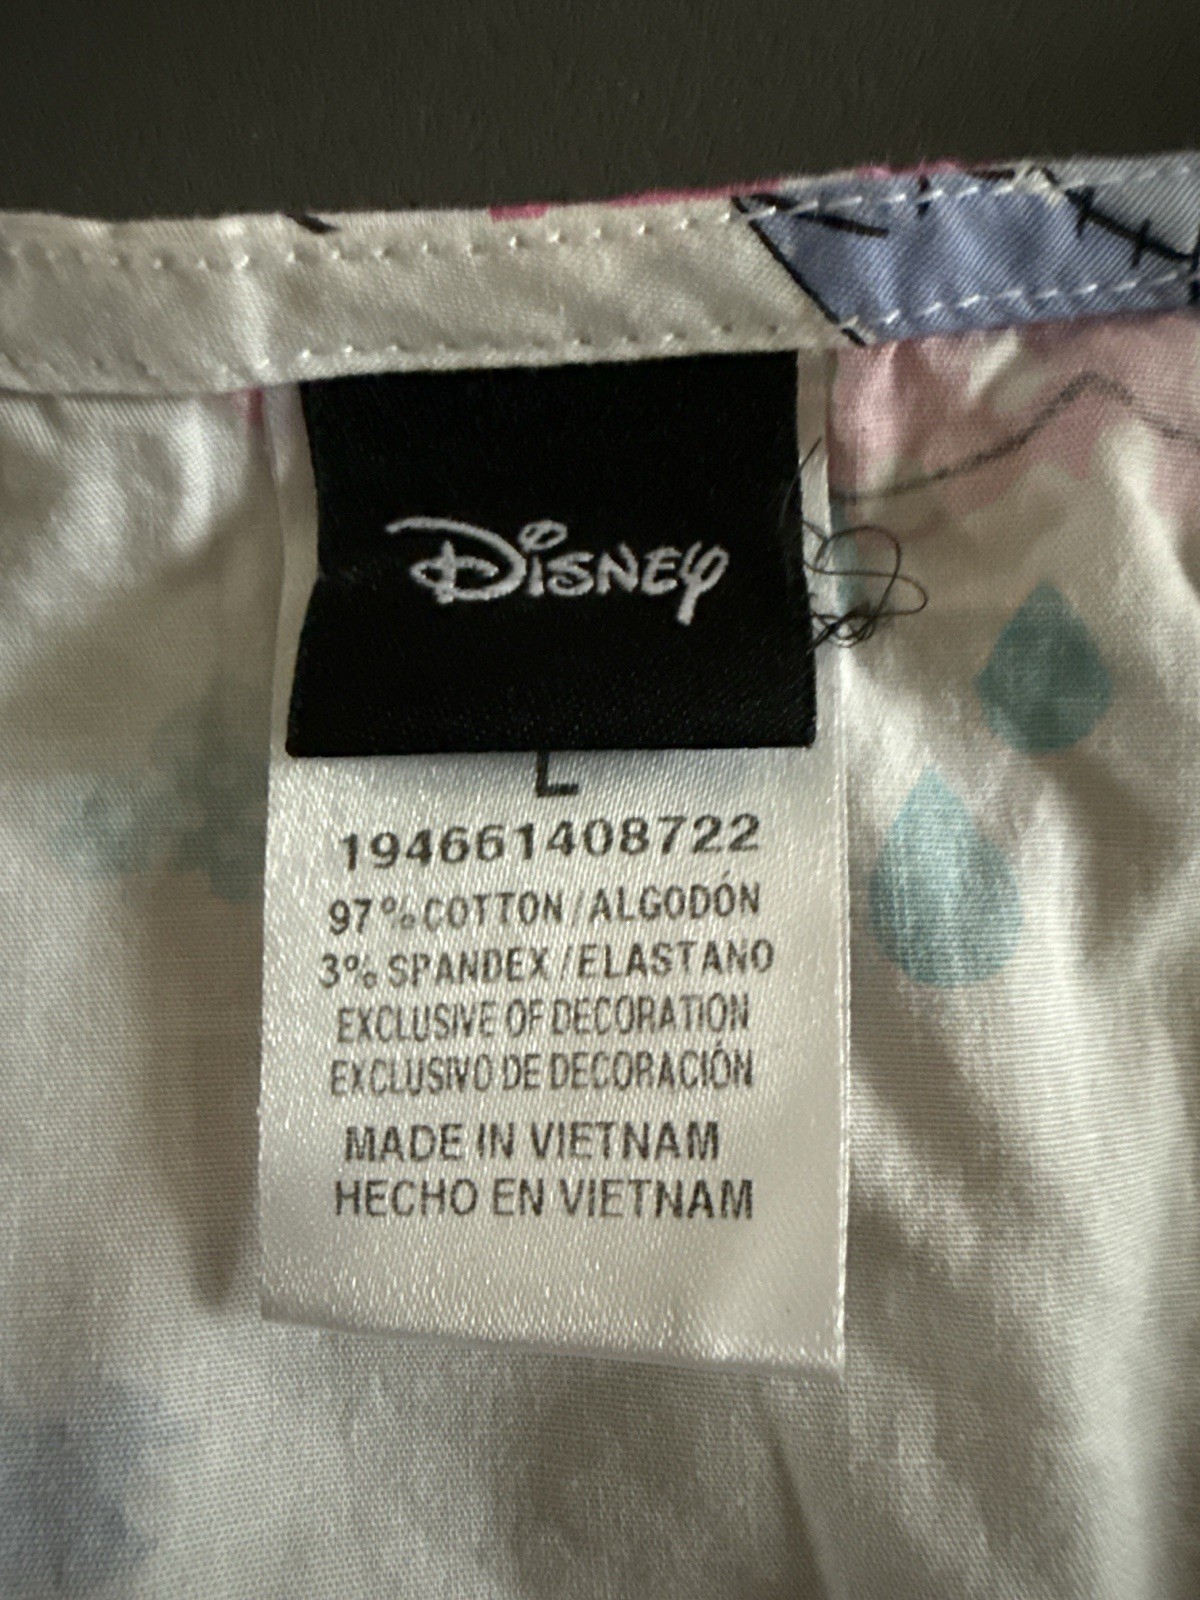 Disney
L
194661408722
97% COTTON / ALGODÓN
3% SPANDEX / ELASTANO
EXCLUSIVE OF DECORATION
EXCLUSIVO DE DECORACIÓN
MADE IN VIETNAM
HECHO EN VIETNAM